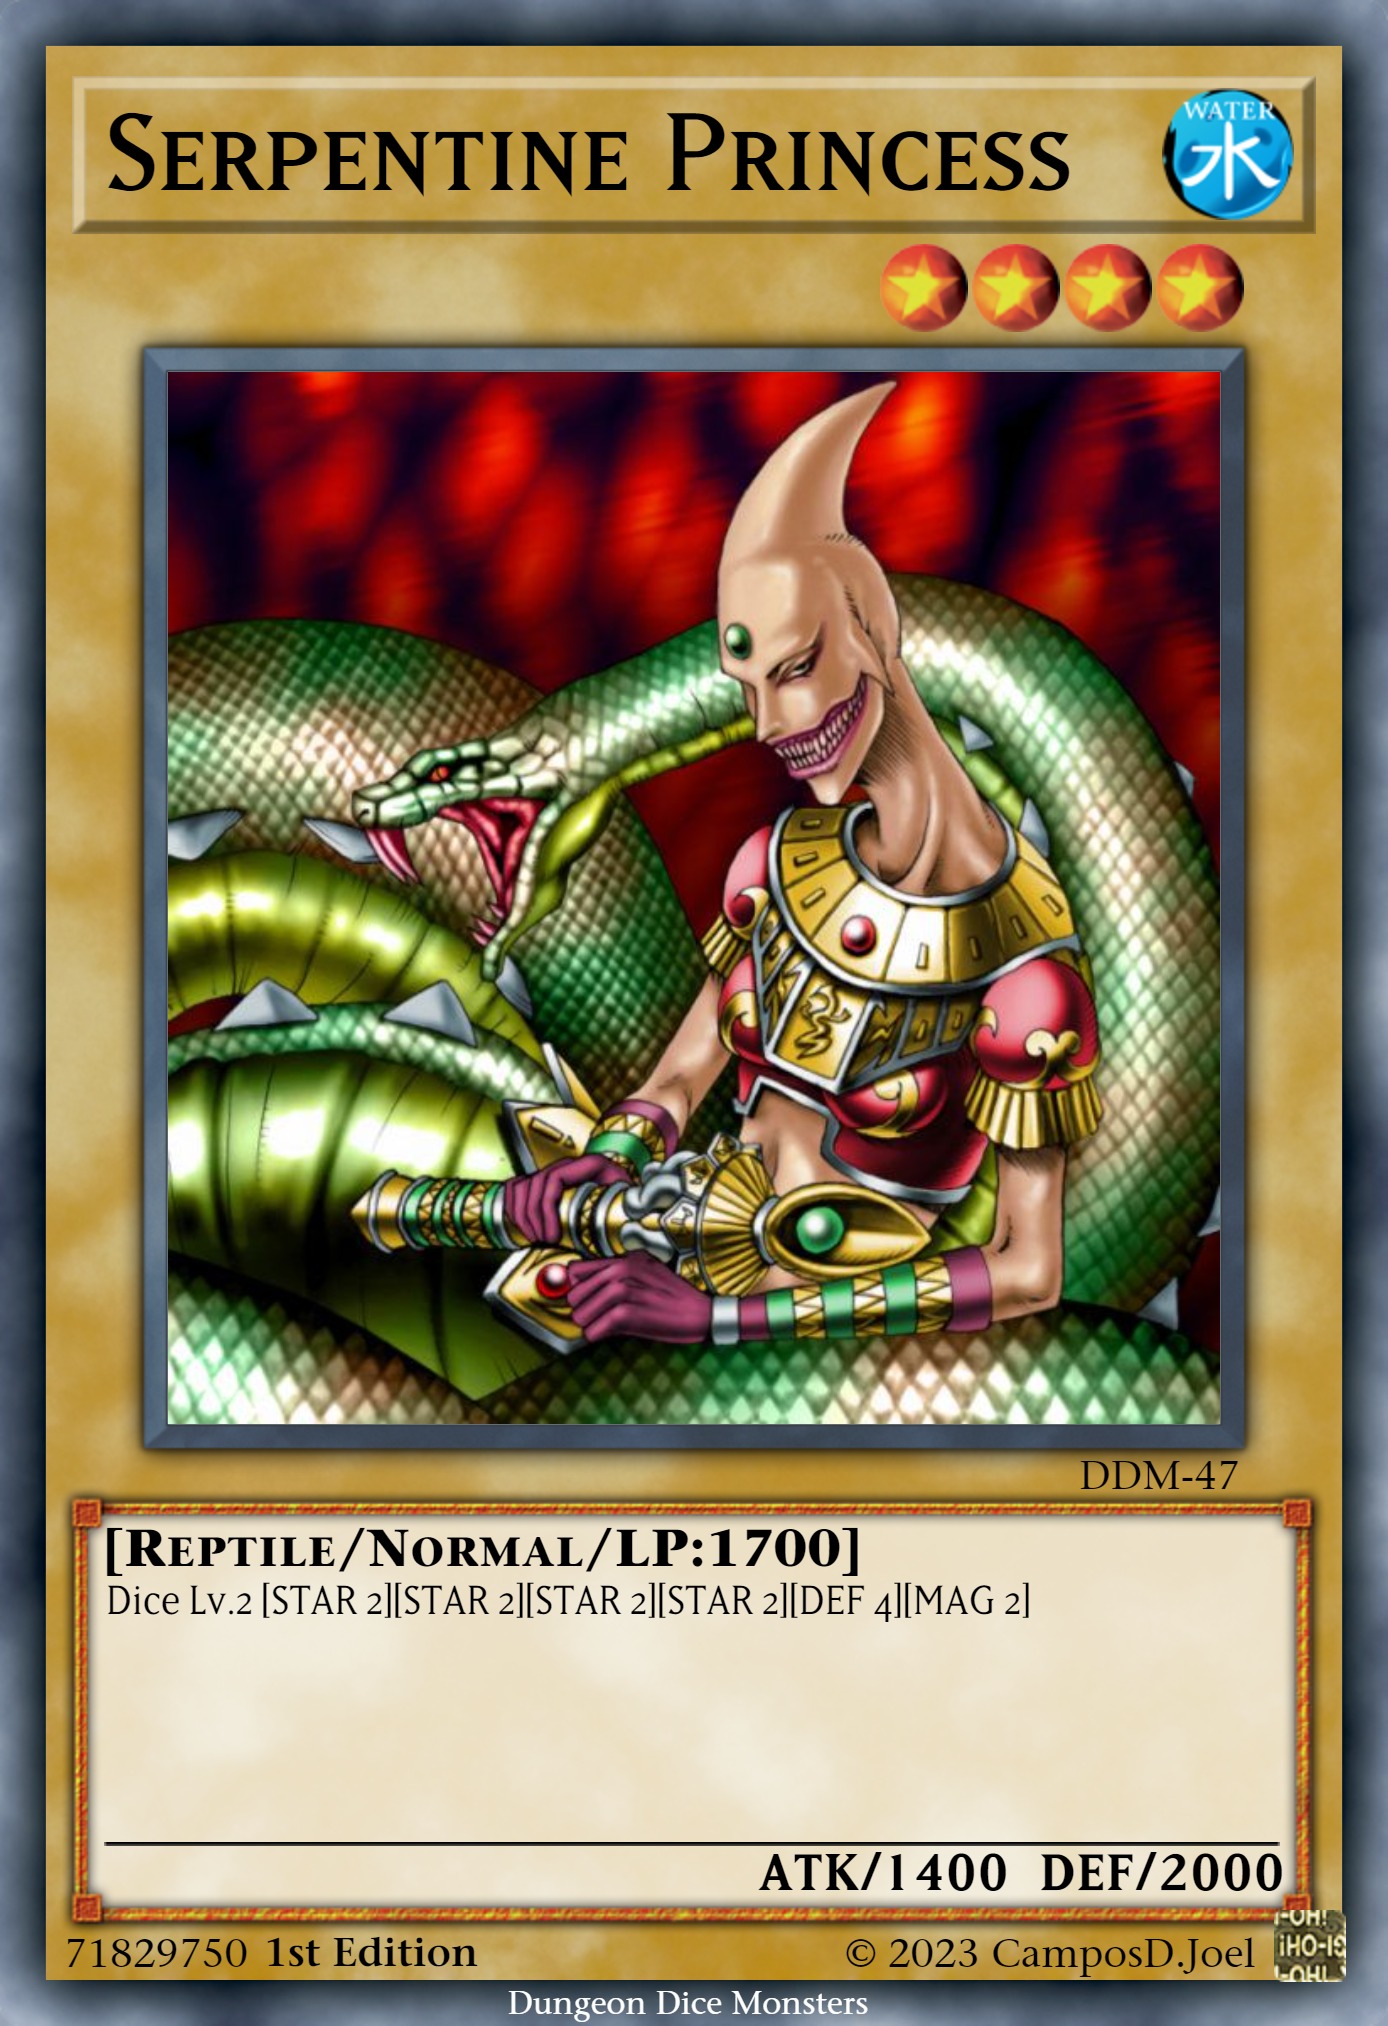 Serpentine Princess
WATER
水
DDM-47
[Reptile/Normal/LP:1700]
Dice Lv.2 [STAR 2][STAR 2][STAR 2][STAR 2][DEF 4][MAG 2]
ATK/1400 DEF/2000
71829750 1st Edition
© 2023 CamposD.Joel
Dungeon Dice Monsters